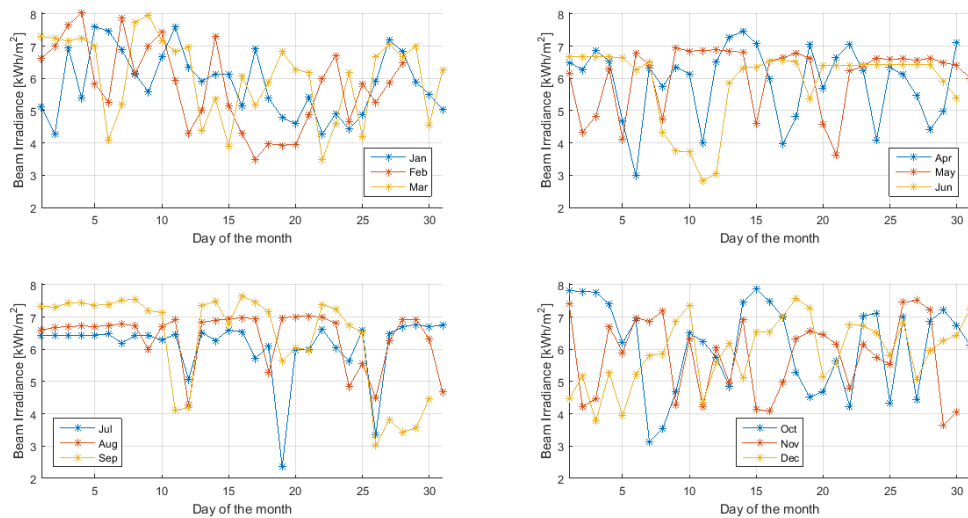 Beam Irradiance [kWh/m²]
8
7
6
5
4
3
2
5 10 15 20 25 30
Day of the month
Jan
Feb
Mar
Beam Irradiance [kWh/m²]
8
7
6
5
4
3
2
5 10 15 20 25 30
Day of the month
Apr
May
Jun
Beam Irradiance [kWh/m²]
8
7
6
5
4
3
2
5 10 15 20 25 30
Day of the month
Jul
Aug
Sep
Beam Irradiance [kWh/m²]
8
7
6
5
4
3
2
5 10 15 20 25 30
Day of the month
Oct
Nov
Dec